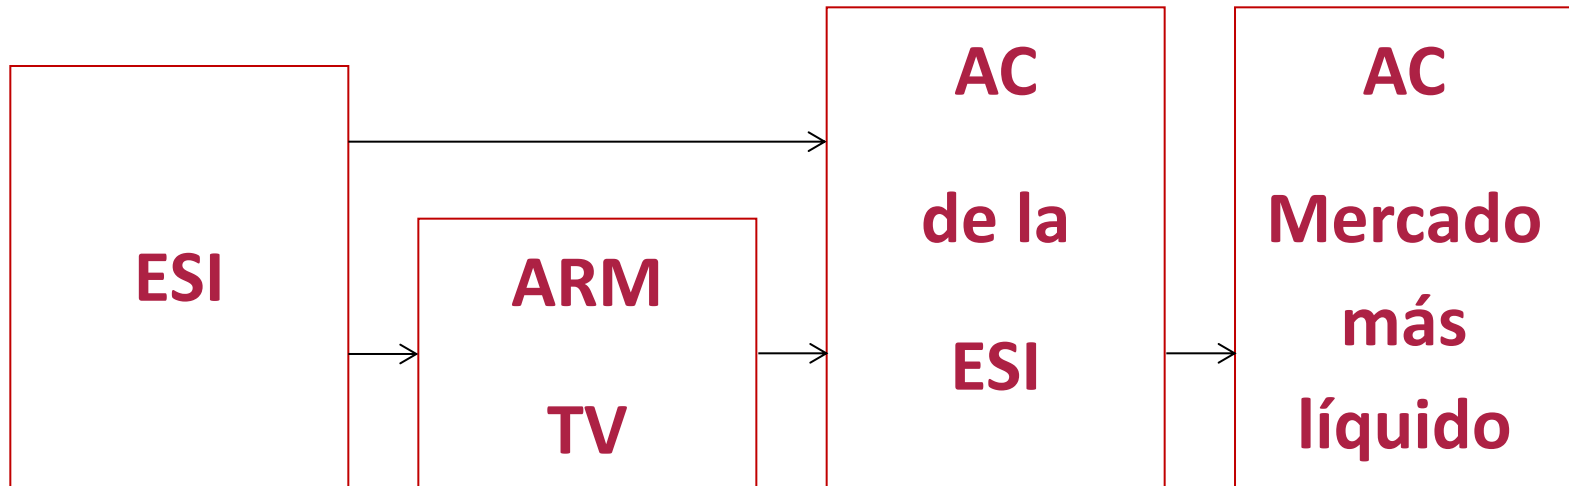 ESI
ARM
TV
AC
de la
ESI
AC
Mercado
más
líquido